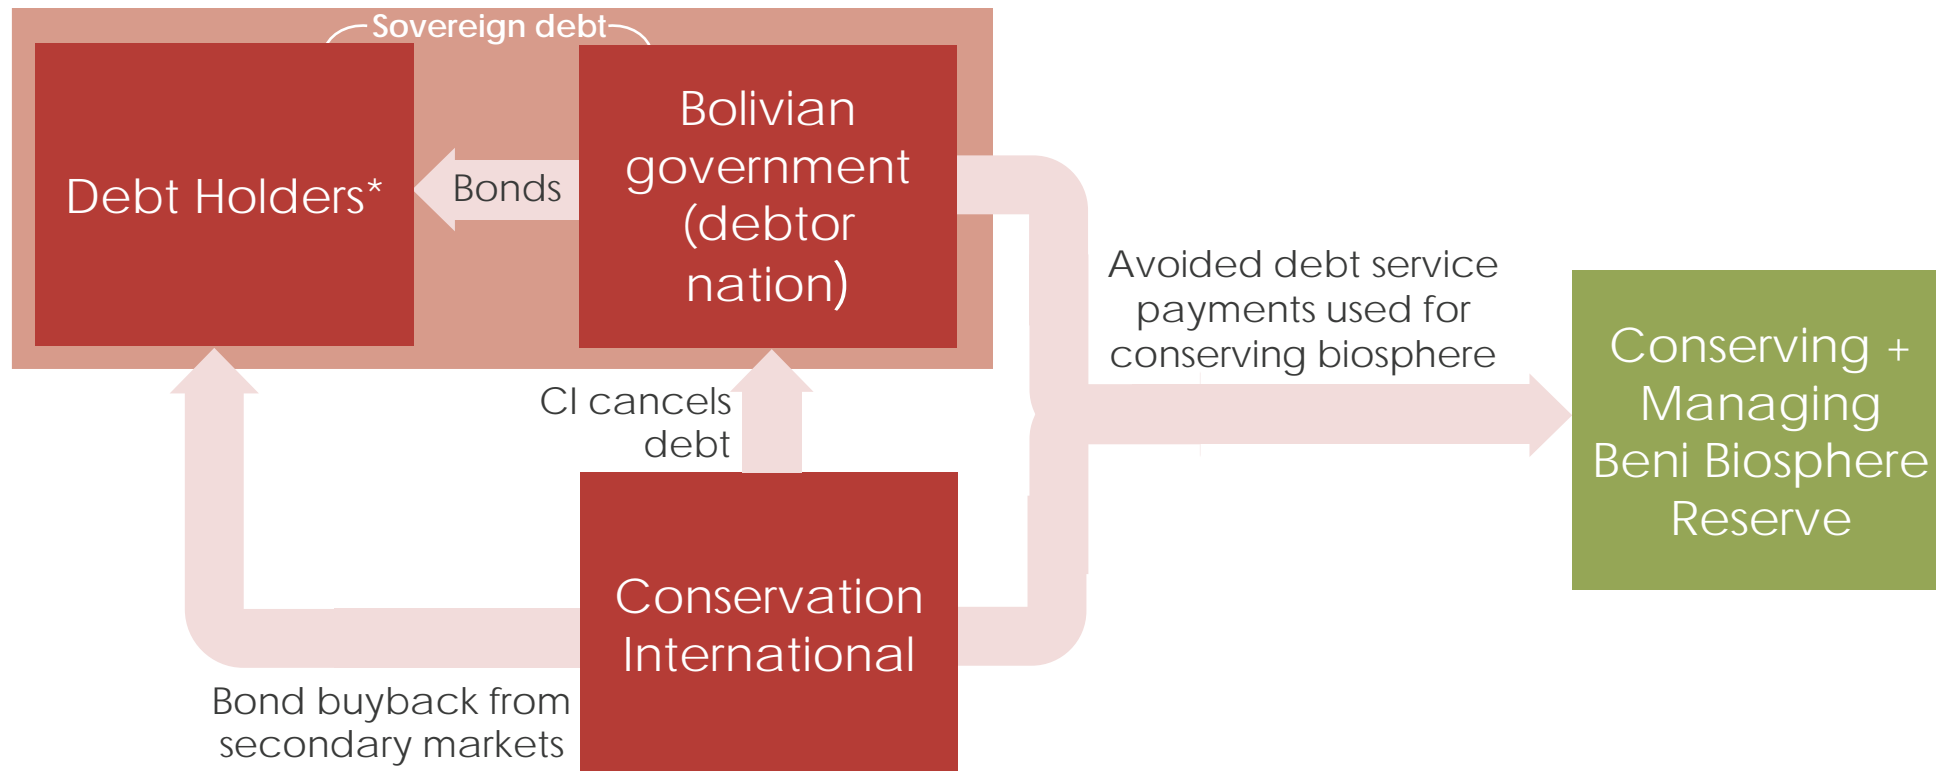 Sovereign debt
Debt Holders*
Bonds
Bolivian
government
(debtor
nation)
Avoided debt service
payments used for
conserving biosphere
Conserving +
Managing
Beni Biosphere
Reserve
CI cancels
debt
Conservation
International
Bond buyback from
secondary markets